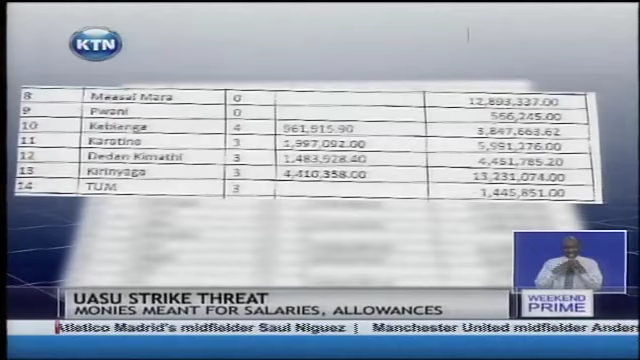 KTN
8 Maasai Mara 0 12,893,337.00
9 Pwani 0 566,245.00
10 Kabianga 4 961,915.90 3,847,663.62
11 Karatina 3 1,997,092.00 5,991,276.00
12 Dedan Kimathi 3 1,483,928.40 4,451,785.20
13 Kirinyaga 3 4,410,358.00 13,231,074.00
14 TUM 3 1,445,851.00
UASU STRIKE THREAT
MONIES MEANT FOR SALARIES, ALLOWANCES
WEEKEND
PRIME
Atletico Madrid's midfielder Saul Niguez | Manchester United midfielder Ander